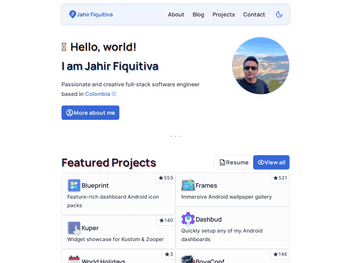 Jahir Fiquitiva
About Blog Projects Contact
Hello, world!
I am Jahir Fiquitiva
Passionate and creative full-stack software engineer
based in Colombia
More about me
Featured Projects
Resume
View all
553
Blueprint
Feature-rich dashboard Android icon
packs
521
Frames
Immersive Android wallpaper gallery
140
Kuper
Widget showcase for Kustom & Zooper
Dashbud
Quickly setup any of my Android
dashboards
3
World Holidays
146